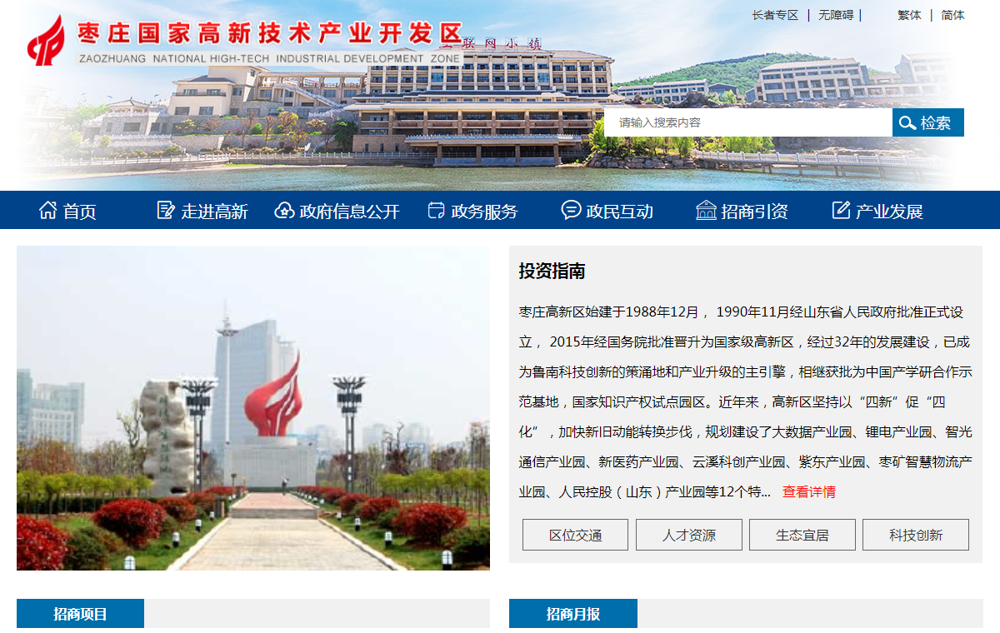 长者专区 | 无障碍 | 繁体 | 简体
枣庄国家高新技术产业开发区
联网小镇
ZAOZHUANG NATIONAL HIGH-TECH INDUSTRIAL DEVELOPMENT ZONE
请输入搜索内容 检索
首页 走进高新 政府信息公开 政务服务 政民互动 招商引资 产业发展
投资指南
枣庄高新区始建于1988年12月， 1990年11月经山东省人民政府批准正式设
立， 2015年经国务院批准晋升为国家级高新区，经过32年的发展建设，已成
为鲁南科技创新的策涌地和产业升级的主引擎，相继获批为中国产学研合作示
范基地，国家知识产权试点园区。近年来，高新区坚持以“四新”促“四
化”，加快新旧动能转换步伐，规划建设了大数据产业园、锂电产业园、智光
通信产业园、新医药产业园、云溪科创产业园、紫东产业园、枣矿智慧物流产
业园、人民控股（山东）产业园等12个特... 查看详情
区位交通 人才资源 生态宜居 科技创新
招商项目 招商月报